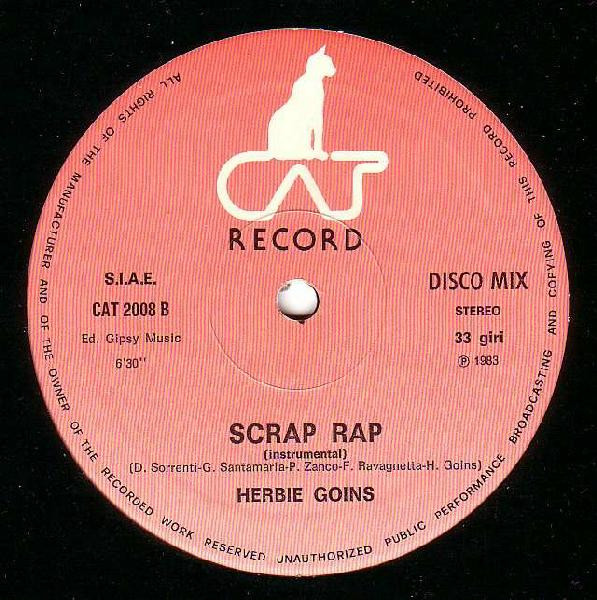 CAT
RECORD
S.I.A.E.
CAT 2008 B
Ed. Gipsy Music
6'30''
DISCO MIX
STEREO
33 giri
℗ 1983
SCRAP RAP
(instrumental)
(D. Sorrenti-G. Santamaria-P. Zanco-F. Ravagnetta-H. Goins)
HERBIE GOINS
ALL RIGHTS OF THE MANUFACTURER AND OF THE OWNER OF THE RECORDED WORK RESERVED UNAUTHORIZED PUBLIC PERFORMANCE BROADCASTING AND COPYING OF THIS RECORD PROHIBITED